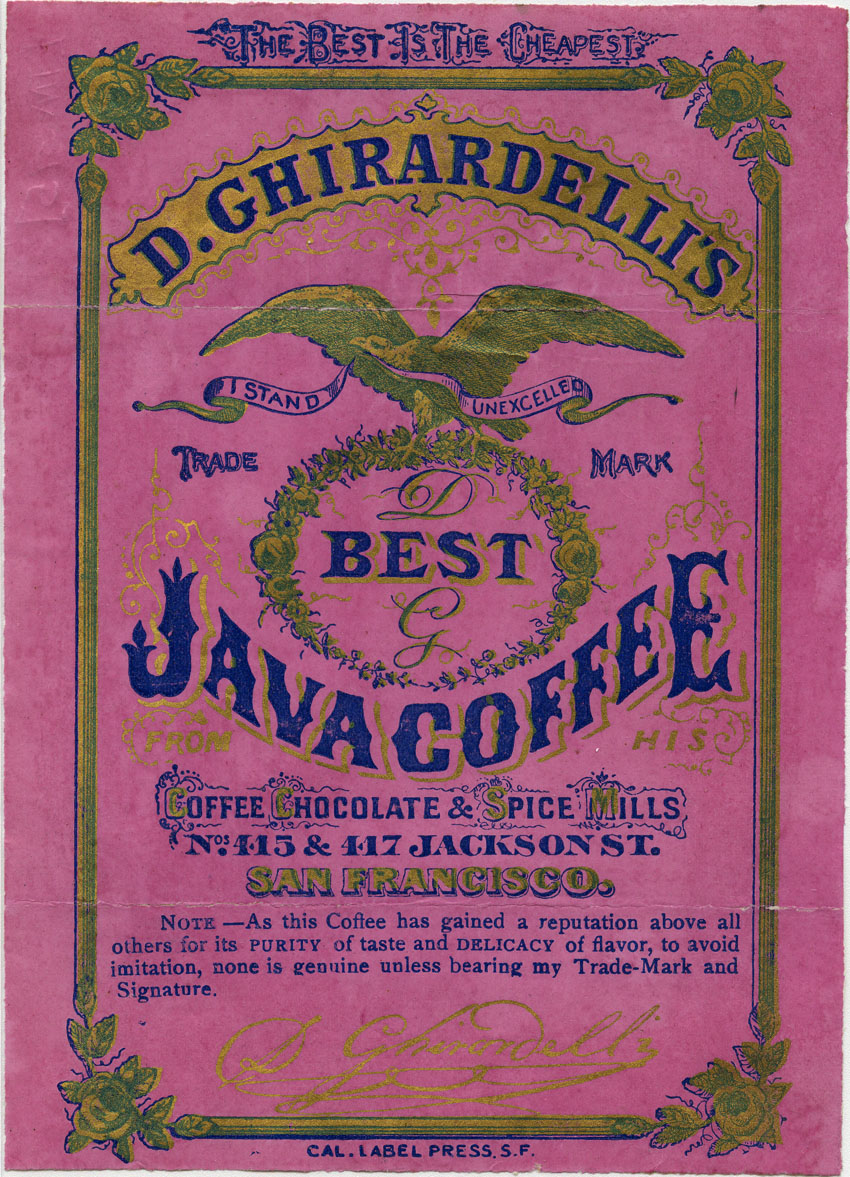 THE BEST IS THE CHEAPEST.
D. GHIRARDELLI'S
I STAND UNEXCELLED
TRADE MARK
D
BEST
G
JAVA COFFEE
FROM HIS
COFFEE CHOCOLATE & SPICE MILLS
Nos. 415 & 417 JACKSON ST.
SAN FRANCISCO.
NOTE —As this Coffee has gained a reputation above all
others for its PURITY of taste and DELICACY of flavor, to avoid
imitation, none is genuine unless bearing my Trade-Mark and
Signature.
D Ghirardelli
CAL. LABEL PRESS. S.F.